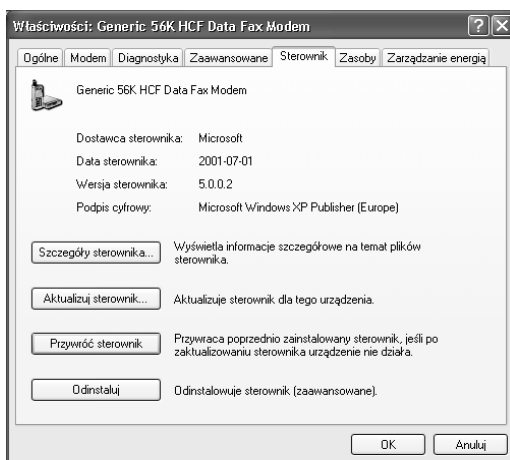 Właściwości: Generic 56K HCF Data Fax Modem
Ogólne Modem Diagnostyka Zaawansowane Sterownik Zasoby Zarządzanie energią
Generic 56K HCF Data Fax Modem
Dostawca sterownika: Microsoft
Data sterownika: 2001-07-01
Wersja sterownika: 5.0.0.2
Podpis cyfrowy: Microsoft Windows XP Publisher (Europe)
Szczegóły sterownika... Wyświetla informacje szczegółowe na temat plików
sterownika.
Aktualizuj sterownik... Aktualizuje sterownik dla tego urządzenia.
Przywróć sterownik Przywraca poprzednio zainstalowany sterownik, jeśli po
zaktualizowaniu sterownika urządzenie nie działa.
Odinstaluj Odinstalowuje sterownik (zaawansowane).
OK Anuluj